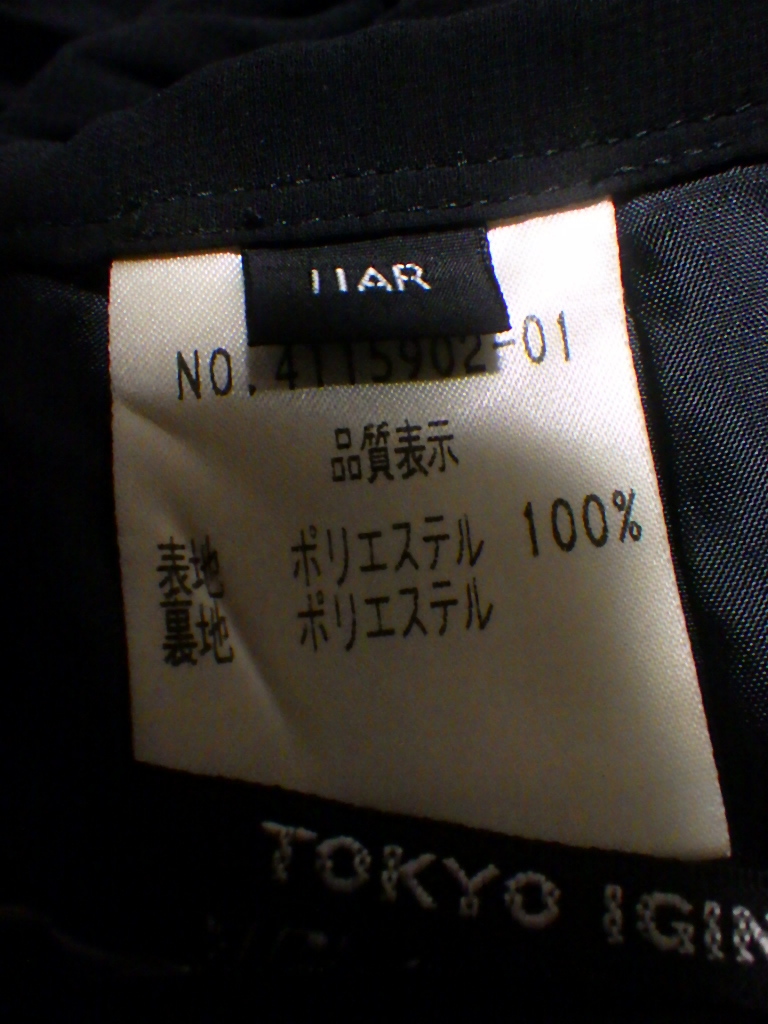 11AR
NO.4115902-01
品質表示
表地 ポリエステル 100%
裏地 ポリエステル
TOKYO IGIN